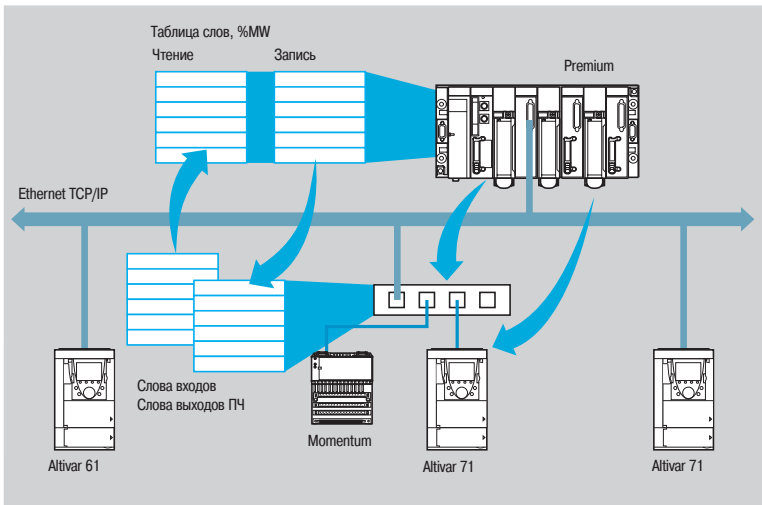 Таблица слов, %MW
Чтение
Запись
Premium
Ethernet TCP/IP
Слова входов
Слова выходов ПЧ
Momentum
Altivar 61
Altivar 71
Altivar 71